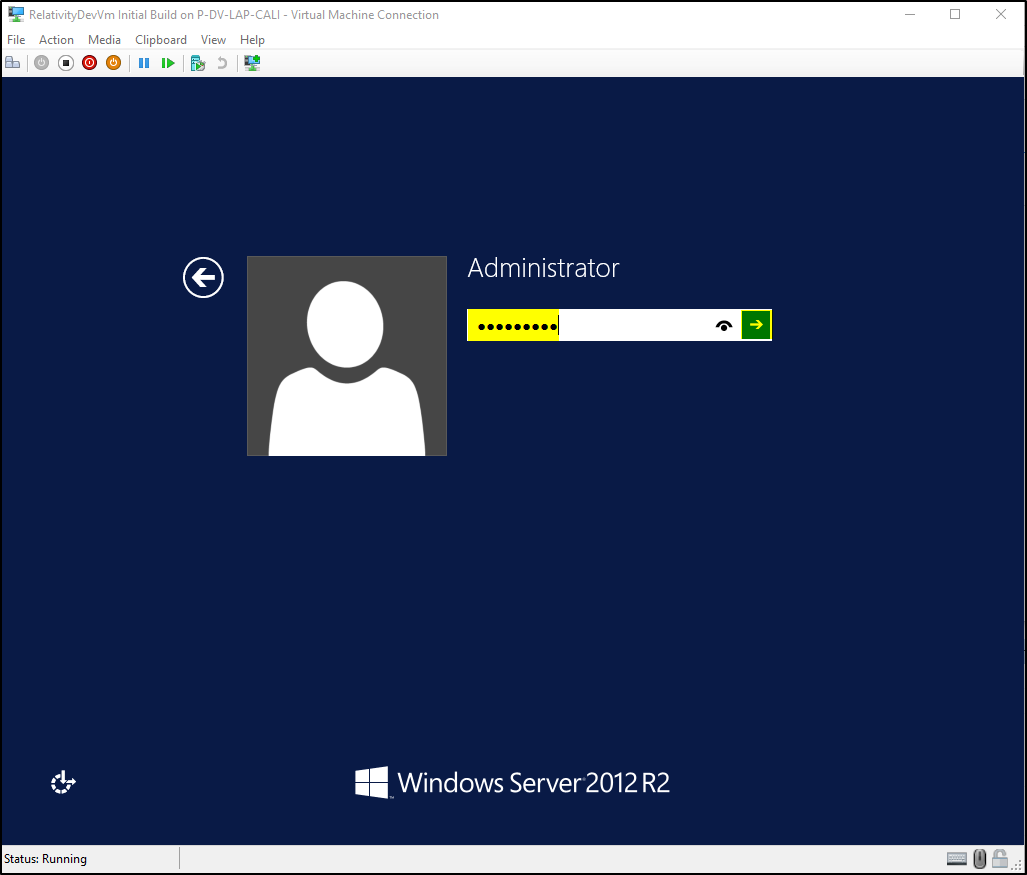 RelativityDevVm Initial Build on P-DV-LAP-CALI - Virtual Machine Connection
File Action Media Clipboard View Help
Administrator
•••••••••
Windows Server 2012 R2
Status: Running